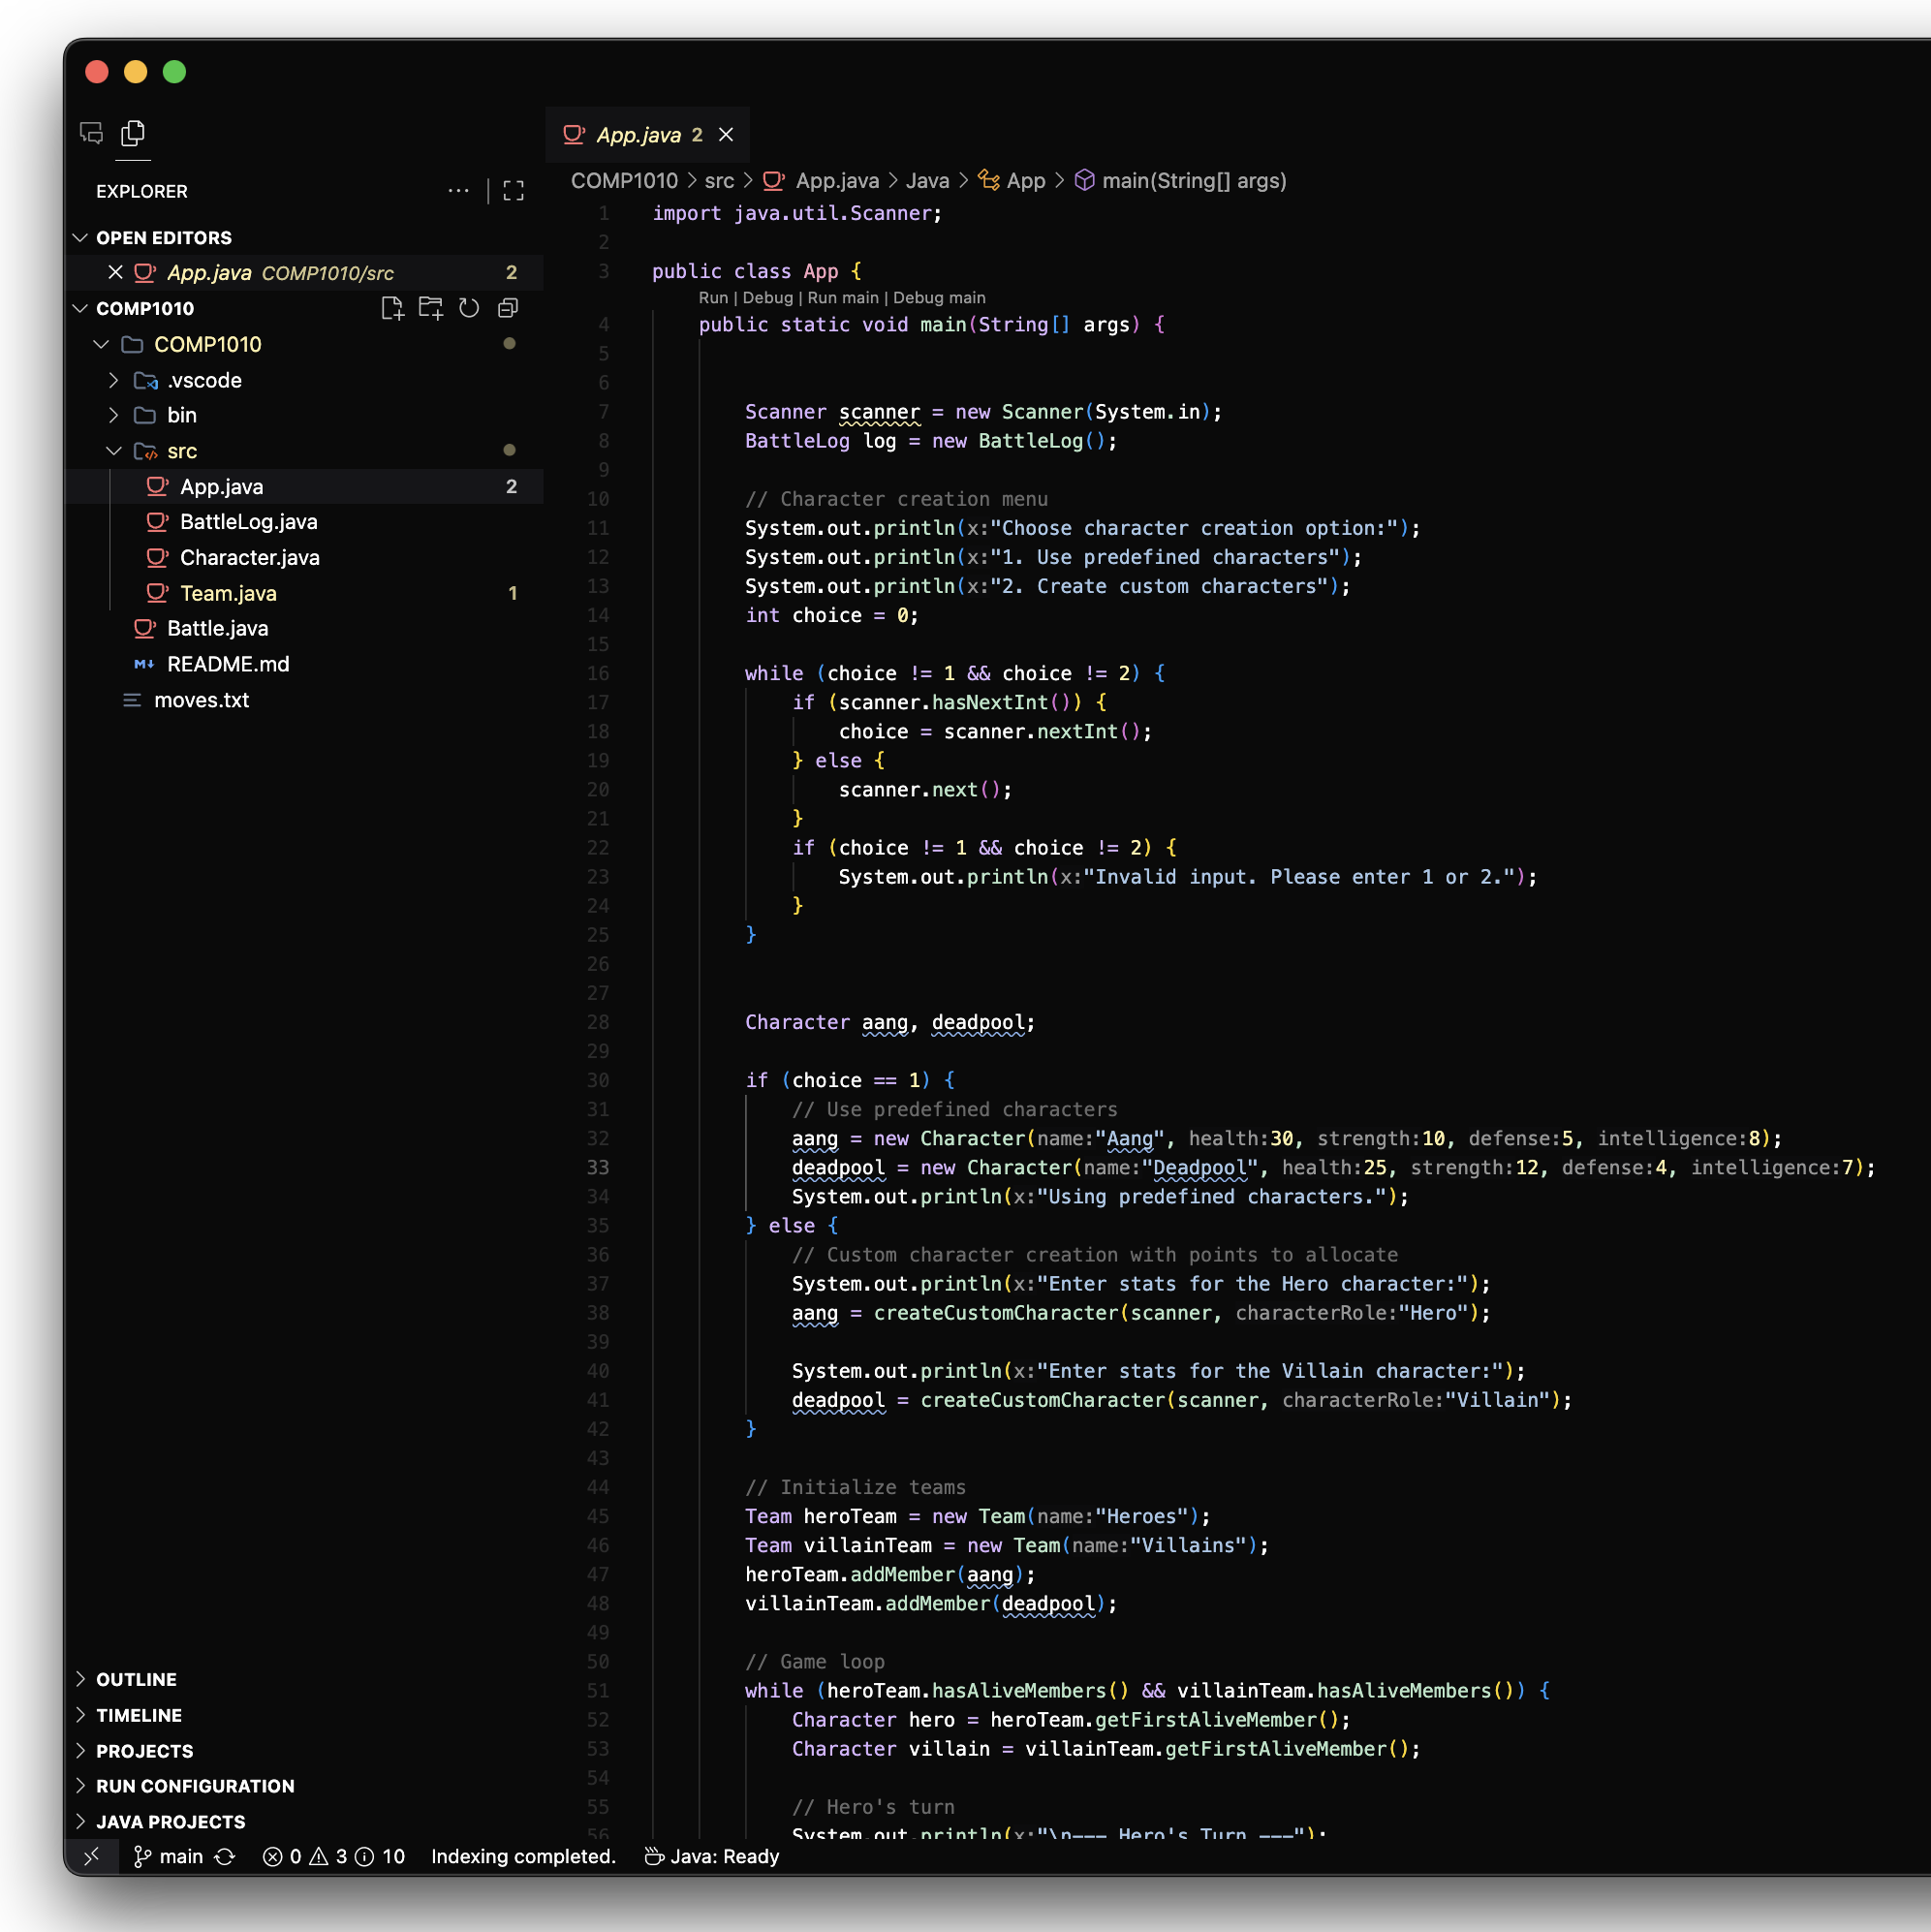 EXPLORER
OPEN EDITORS
App.java COMP1010/src 2
COMP1010
COMP1010
.vscode
bin
src
App.java 2
BattleLog.java
Character.java
Team.java 1
Battle.java
README.md
moves.txt
OUTLINE
TIMELINE
PROJECTS
RUN CONFIGURATION
JAVA PROJECTS
App.java 2
COMP1010 > src > App.java > Java > App > main(String[] args)
1 import java.util.Scanner;
2
3 public class App {
Run | Debug | Run main | Debug main
4 public static void main(String[] args) {
5
6
7 Scanner scanner = new Scanner(System.in);
8 BattleLog log = new BattleLog();
9
10 // Character creation menu
11 System.out.println(x:"Choose character creation option:");
12 System.out.println(x:"1. Use predefined characters");
13 System.out.println(x:"2. Create custom characters");
14 int choice = 0;
15
16 while (choice != 1 && choice != 2) {
17 if (scanner.hasNextInt()) {
18 choice = scanner.nextInt();
19 } else {
20 scanner.next();
21 }
22 if (choice != 1 && choice != 2) {
23 System.out.println(x:"Invalid input. Please enter 1 or 2.");
24 }
25 }
26
27
28 Character aang, deadpool;
29
30 if (choice == 1) {
31 // Use predefined characters
32 aang = new Character(name:"Aang", health:30, strength:10, defense:5, intelligence:8);
33 deadpool = new Character(name:"Deadpool", health:25, strength:12, defense:4, intelligence:7);
34 System.out.println(x:"Using predefined characters.");
35 } else {
36 // Custom character creation with points to allocate
37 System.out.println(x:"Enter stats for the Hero character:");
38 aang = createCustomCharacter(scanner, characterRole:"Hero");
39
40 System.out.println(x:"Enter stats for the Villain character:");
41 deadpool = createCustomCharacter(scanner, characterRole:"Villain");
42 }
43
44 // Initialize teams
45 Team heroTeam = new Team(name:"Heroes");
46 Team villainTeam = new Team(name:"Villains");
47 heroTeam.addMember(aang);
48 villainTeam.addMember(deadpool);
49
50 // Game loop
51 while (heroTeam.hasAliveMembers() && villainTeam.hasAliveMembers()) {
52 Character hero = heroTeam.getFirstAliveMember();
53 Character villain = villainTeam.getFirstAliveMember();
54
55 // Hero's turn
56 System.out.println(x:"\n--- Hero's Turn ---");
main 0 3 10 Indexing completed. Java: Ready